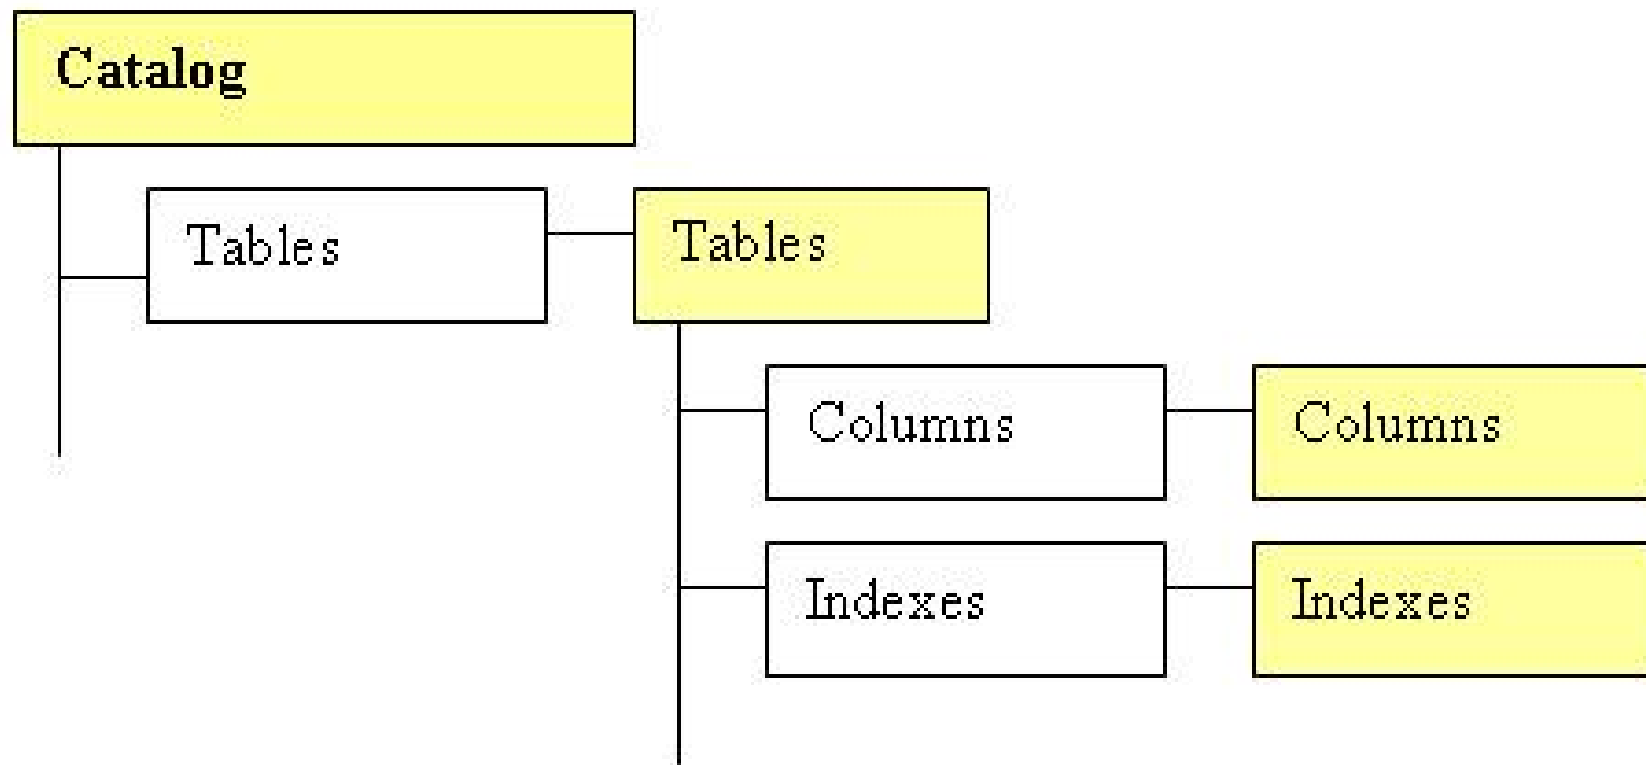 Catalog
Tables
Tables
Columns
Columns
Indexes
Indexes